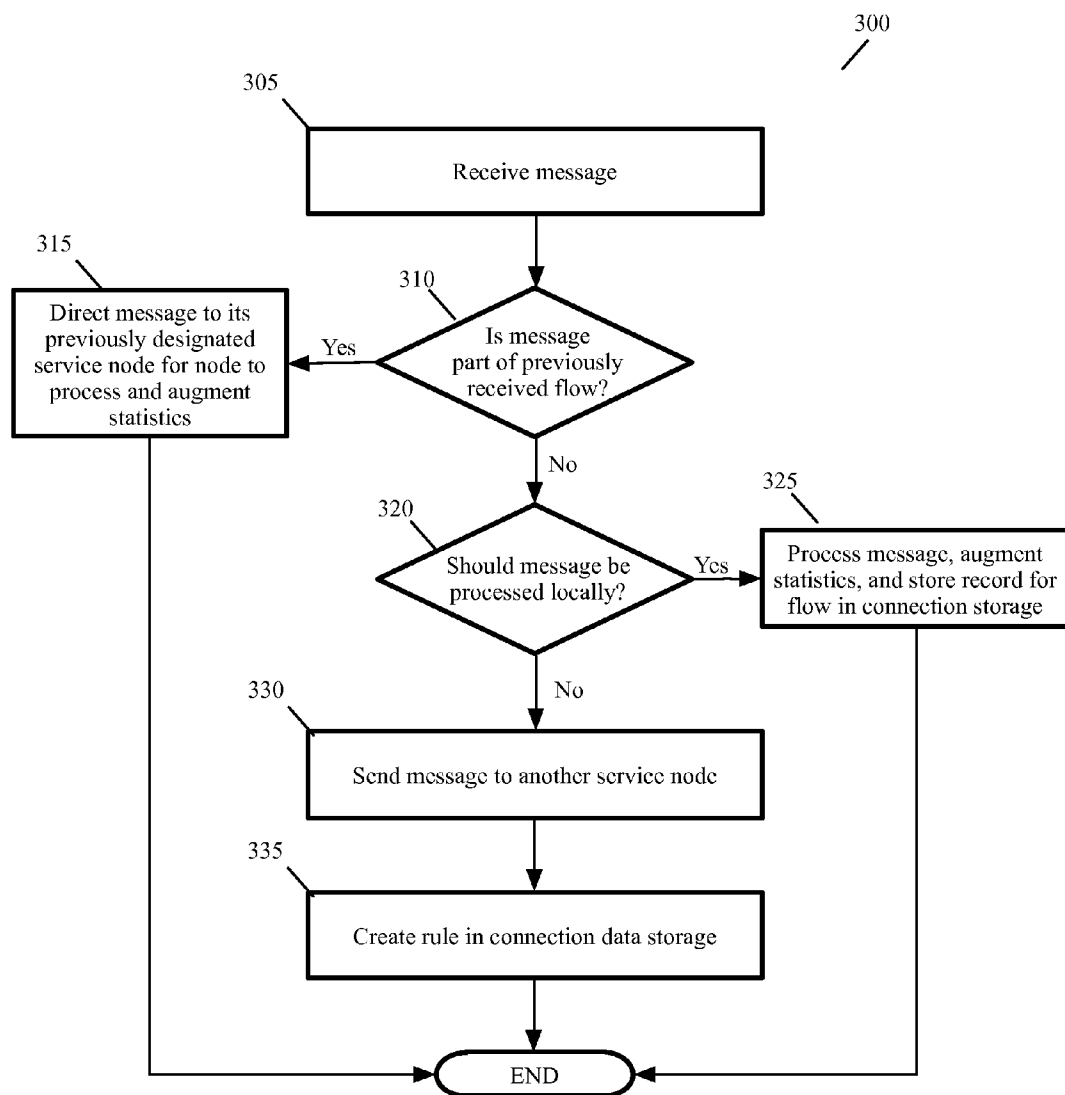 300
305
Receive message
315
Direct message to its
previously designated
service node for node to
process and augment
statistics
310
Yes
Is message
part of previously
received flow?
No
320
Should message be
processed locally?
Yes
325
Process message, augment
statistics, and store record for
flow in connection storage
No
330
Send message to another service node
335
Create rule in connection data storage
END